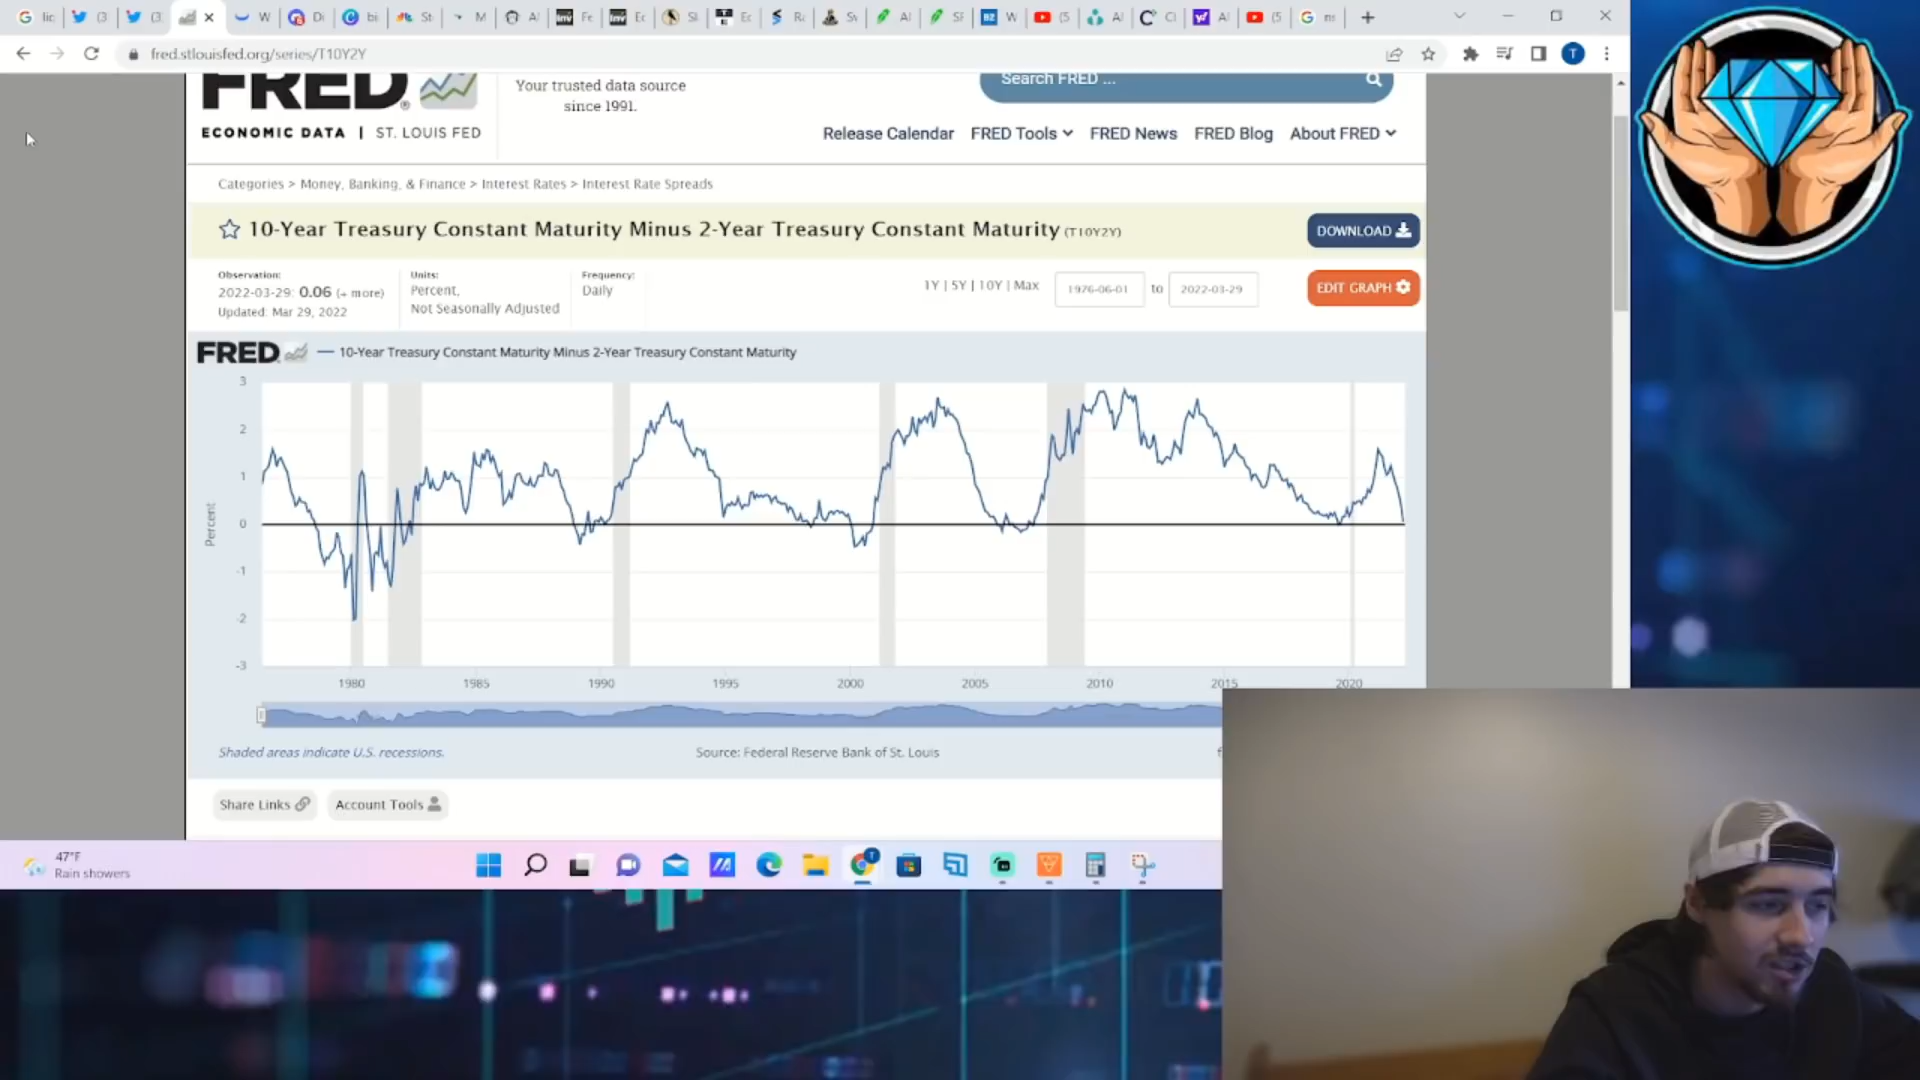 fred.stlouisfed.org/series/T10Y2Y
T
FRED
ECONOMIC DATA | ST. LOUIS FED
Your trusted data source
since 1991.
Search FRED ...
Release Calendar
FRED Tools
FRED News
FRED Blog
About FRED
Categories > Money, Banking, & Finance > Interest Rates > Interest Rate Spreads
10-Year Treasury Constant Maturity Minus 2-Year Treasury Constant Maturity (T10Y2Y)
DOWNLOAD
Observation:
2022-03-29: 0.06 (+ more)
Updated: Mar 29, 2022
Units:
Percent,
Not Seasonally Adjusted
Frequency:
Daily
1Y | 5Y | 10Y | Max
1976-06-01
to
2022-03-29
EDIT GRAPH
FRED
10-Year Treasury Constant Maturity Minus 2-Year Treasury Constant Maturity
Percent
3
2
1
0
-1
-2
-3
1980
1985
1990
1995
2000
2005
2010
2015
2020
Shaded areas indicate U.S. recessions.
Source: Federal Reserve Bank of St. Louis
Share Links
Account Tools
47°F
Rain showers